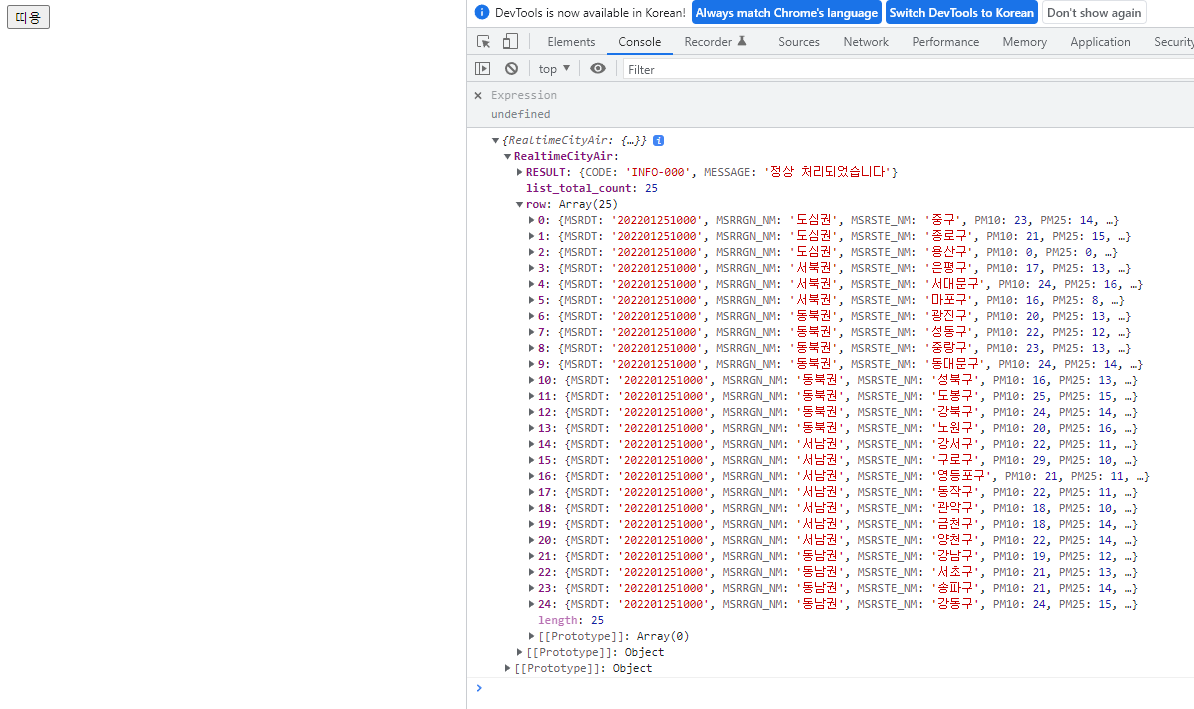 띠용
DevTools is now available in Korean! Always match Chrome's language Switch DevTools to Korean Don't show again
Elements Console Recorder Sources Network Performance Memory Application Security
top Filter
Expression
undefined
{RealtimeCityAir: {…}}
RealtimeCityAir:
RESULT: {CODE: 'INFO-000', MESSAGE: '정상 처리되었습니다'}
list_total_count: 25
row: Array(25)
0: {MSRDT: '202201251000', MSRRGN_NM: '도심권', MSRSTE_NM: '중구', PM10: 23, PM25: 14, …}
1: {MSRDT: '202201251000', MSRRGN_NM: '도심권', MSRSTE_NM: '종로구', PM10: 21, PM25: 15, …}
2: {MSRDT: '202201251000', MSRRGN_NM: '도심권', MSRSTE_NM: '용산구', PM10: 0, PM25: 0, …}
3: {MSRDT: '202201251000', MSRRGN_NM: '서북권', MSRSTE_NM: '은평구', PM10: 17, PM25: 13, …}
4: {MSRDT: '202201251000', MSRRGN_NM: '서북권', MSRSTE_NM: '서대문구', PM10: 24, PM25: 16, …}
5: {MSRDT: '202201251000', MSRRGN_NM: '서북권', MSRSTE_NM: '마포구', PM10: 16, PM25: 8, …}
6: {MSRDT: '202201251000', MSRRGN_NM: '동북권', MSRSTE_NM: '광진구', PM10: 20, PM25: 13, …}
7: {MSRDT: '202201251000', MSRRGN_NM: '동북권', MSRSTE_NM: '성동구', PM10: 22, PM25: 12, …}
8: {MSRDT: '202201251000', MSRRGN_NM: '동북권', MSRSTE_NM: '중랑구', PM10: 23, PM25: 13, …}
9: {MSRDT: '202201251000', MSRRGN_NM: '동북권', MSRSTE_NM: '동대문구', PM10: 24, PM25: 14, …}
10: {MSRDT: '202201251000', MSRRGN_NM: '동북권', MSRSTE_NM: '성북구', PM10: 16, PM25: 13, …}
11: {MSRDT: '202201251000', MSRRGN_NM: '동북권', MSRSTE_NM: '도봉구', PM10: 25, PM25: 15, …}
12: {MSRDT: '202201251000', MSRRGN_NM: '동북권', MSRSTE_NM: '강북구', PM10: 24, PM25: 14, …}
13: {MSRDT: '202201251000', MSRRGN_NM: '동북권', MSRSTE_NM: '노원구', PM10: 20, PM25: 16, …}
14: {MSRDT: '202201251000', MSRRGN_NM: '서남권', MSRSTE_NM: '강서구', PM10: 22, PM25: 11, …}
15: {MSRDT: '202201251000', MSRRGN_NM: '서남권', MSRSTE_NM: '구로구', PM10: 29, PM25: 10, …}
16: {MSRDT: '202201251000', MSRRGN_NM: '서남권', MSRSTE_NM: '영등포구', PM10: 21, PM25: 11, …}
17: {MSRDT: '202201251000', MSRRGN_NM: '서남권', MSRSTE_NM: '동작구', PM10: 22, PM25: 11, …}
18: {MSRDT: '202201251000', MSRRGN_NM: '서남권', MSRSTE_NM: '관악구', PM10: 18, PM25: 10, …}
19: {MSRDT: '202201251000', MSRRGN_NM: '서남권', MSRSTE_NM: '금천구', PM10: 18, PM25: 14, …}
20: {MSRDT: '202201251000', MSRRGN_NM: '서남권', MSRSTE_NM: '양천구', PM10: 22, PM25: 14, …}
21: {MSRDT: '202201251000', MSRRGN_NM: '동남권', MSRSTE_NM: '강남구', PM10: 19, PM25: 12, …}
22: {MSRDT: '202201251000', MSRRGN_NM: '동남권', MSRSTE_NM: '서초구', PM10: 21, PM25: 13, …}
23: {MSRDT: '202201251000', MSRRGN_NM: '동남권', MSRSTE_NM: '송파구', PM10: 21, PM25: 14, …}
24: {MSRDT: '202201251000', MSRRGN_NM: '동남권', MSRSTE_NM: '강동구', PM10: 24, PM25: 15, …}
length: 25
[[Prototype]]: Array(0)
[[Prototype]]: Object
[[Prototype]]: Object